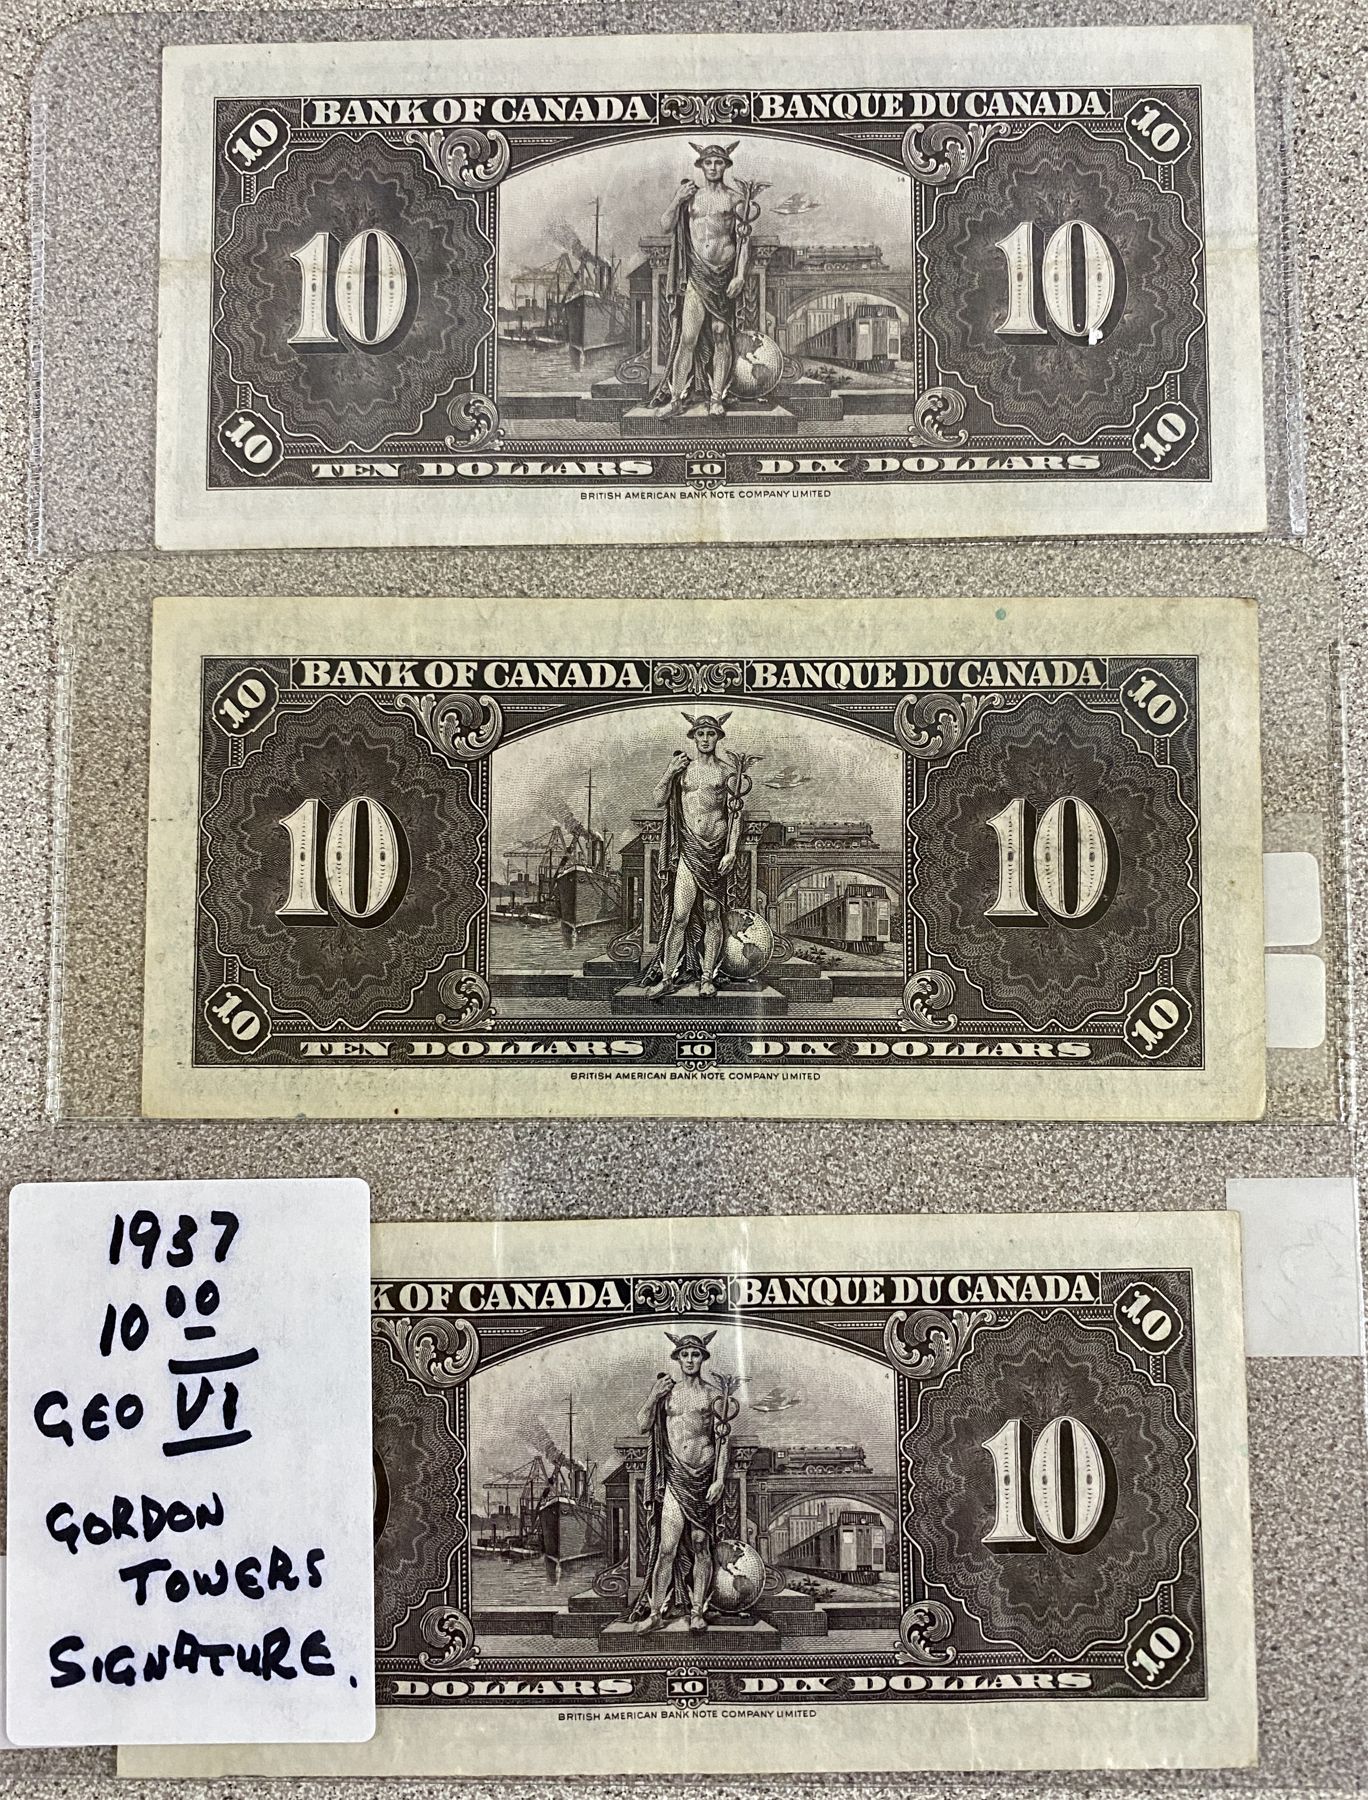 BANK OF CANADA BANQUE DU CANADA
10 10
14
10 10
10 10
TEN DOLLARS 10 DIX DOLLARS
BRITISH AMERICAN BANK NOTE COMPANY LIMITED
BANK OF CANADA BANQUE DU CANADA
10 10
3
10 10
10 10
TEN DOLLARS 10 DIX DOLLARS
BRITISH AMERICAN BANK NOTE COMPANY LIMITED
K OF CANADA BANQUE DU CANADA
10
4
10
10
DOLLARS 10 DIX DOLLARS
BRITISH AMERICAN BANK NOTE COMPANY LIMITED
1937
10 00
GEO VI
GORDON
TOWERS
SIGNATURE.